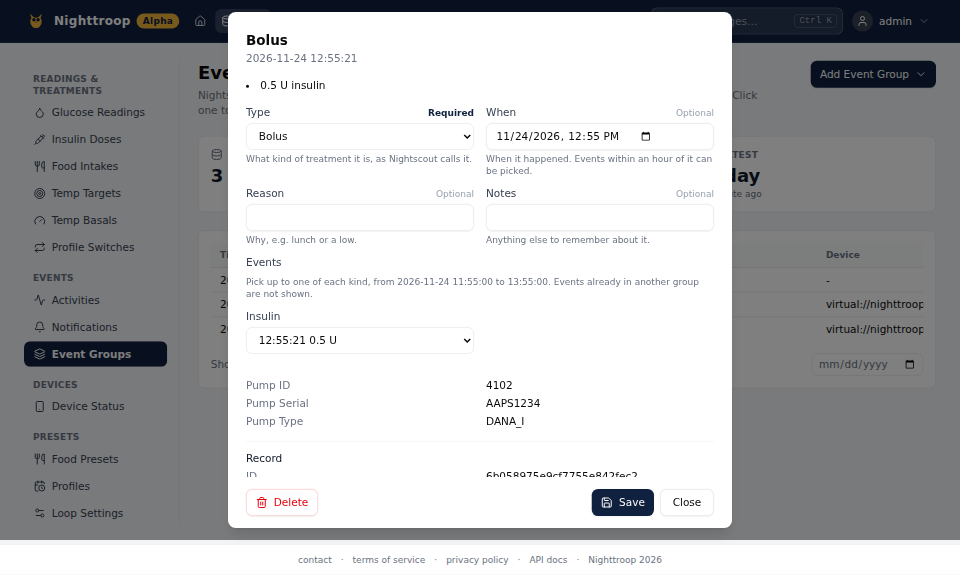 Nighttroop Alpha
Ctrl K
admin
Add Event Group
READINGS &
TREATMENTS
Glucose Readings
Insulin Doses
Food Intakes
Temp Targets
Temp Basals
Profile Switches
EVENTS
Activities
Notifications
Event Groups
DEVICES
Device Status
PRESETS
Food Presets
Profiles
Loop Settings
3
Click
ago
Device
-
virtual://nighttroop
virtual://nighttroop
mm/dd/yyyy
Bolus
2026-11-24 12:55:21
• 0.5 U insulin
Type Required
Bolus
What kind of treatment it is, as Nightscout calls it.
When Optional
11/24/2026, 12:55 PM
When it happened. Events within an hour of it can
be picked.
Reason Optional
Why, e.g. lunch or a low.
Notes Optional
Anything else to remember about it.
Events
Pick up to one of each kind, from 2026-11-24 11:55:00 to 13:55:00. Events already in another group
are not shown.
Insulin
12:55:21 0.5 U
Pump ID 4102
Pump Serial AAPS1234
Pump Type DANA_I
Record
ID
Delete
Save
Close
contact · terms of service · privacy policy · API docs · Nighttroop 2026